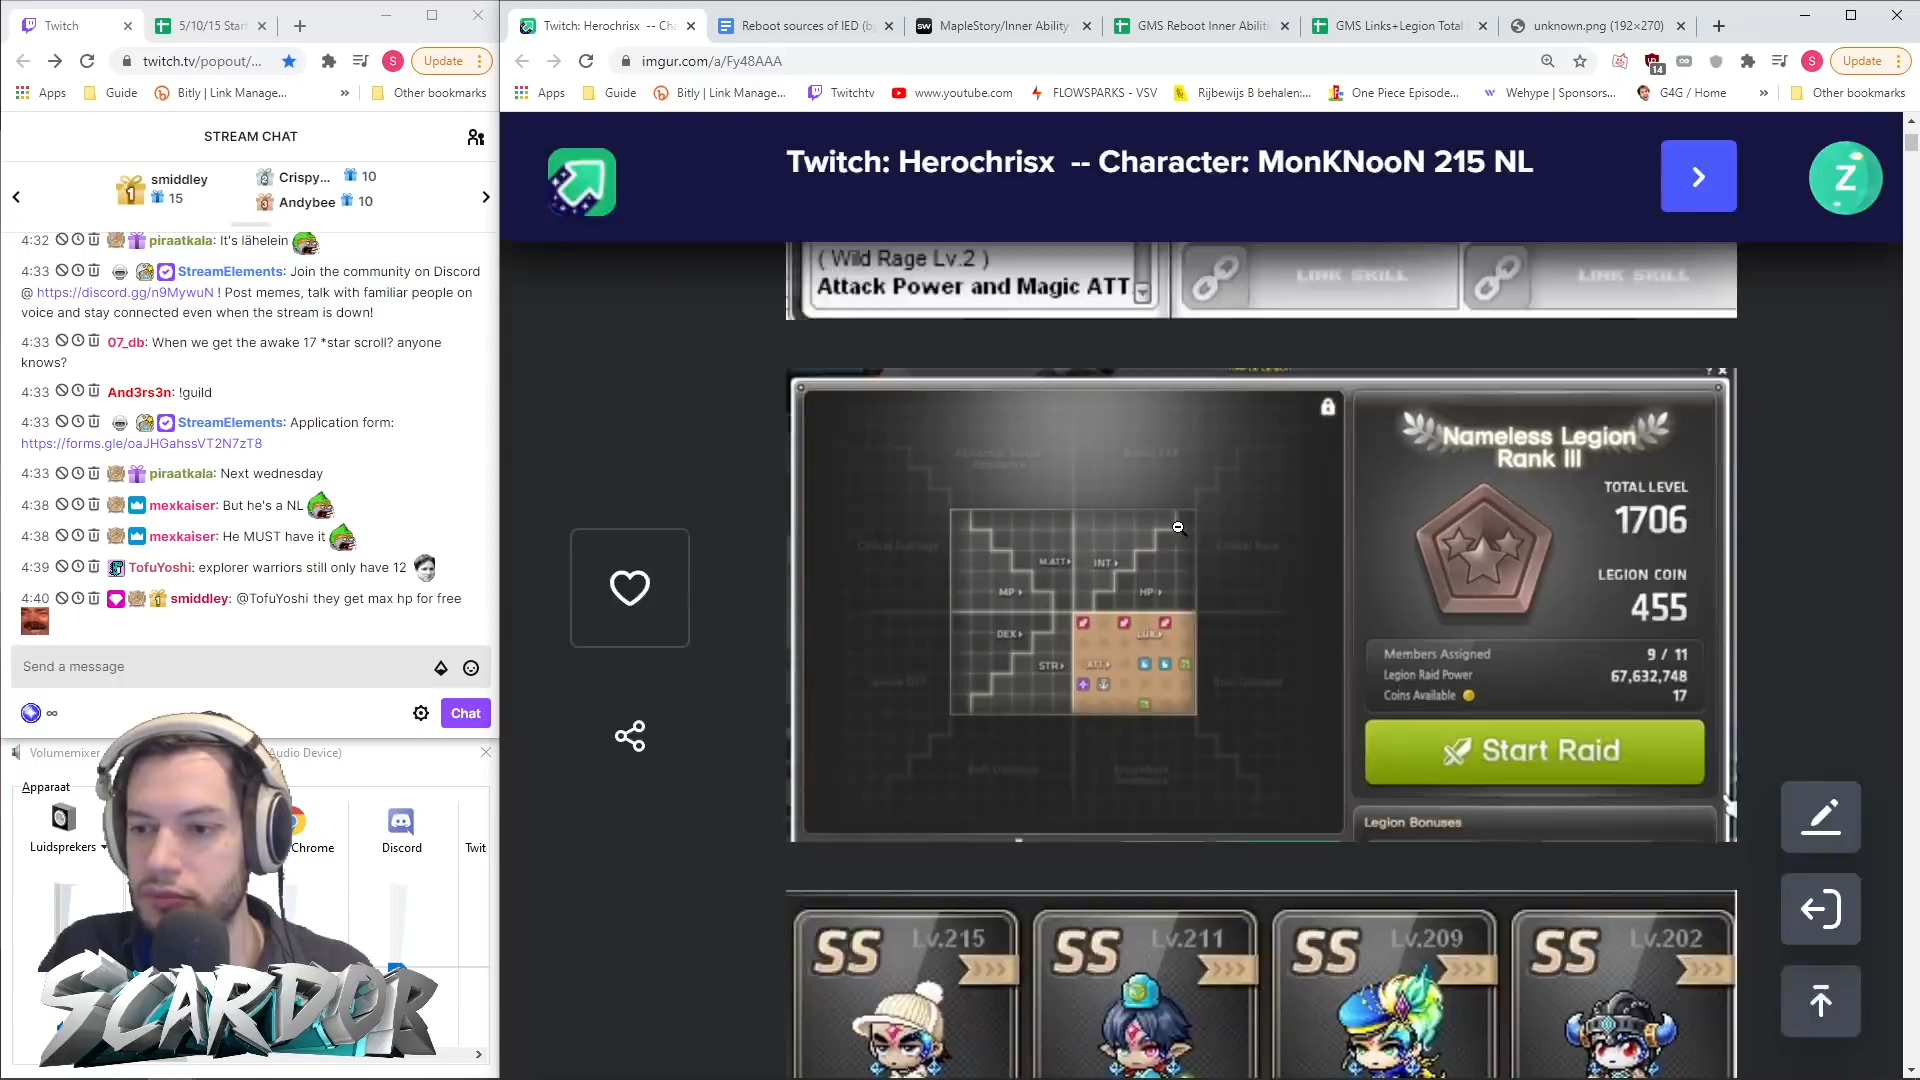 Twitch
5/10/15 Star
Twitch: Herochrisx -- Cha
Reboot sources of IED (b
MapleStory/Inner Ability
GMS Reboot Inner Abiliti
GMS Links+Legion Total
unknown.png (192×270)
twitch.tv/popout/...
Update
imgur.com/a/Fy48AAA
14
Update
Apps
Guide
Bitly | Link Manage...
»
Other bookmarks
Apps
Guide
Bitly | Link Manage...
Twitchtv
www.youtube.com
FLOWSPARKS - VSV
Rijbewijs B behalen:...
One Piece Episode...
Wehype | Sponsors...
G4G / Home
»
Other bookmarks
STREAM CHAT
smiddley
15
Crispy... 10
Andybee 10
4:32 piraatkala: It's lähelein
4:33 StreamElements: Join the community on Discord
@ https://discord.gg/n9MywuN ! Post memes, talk with familiar people on
voice and stay connected even when the stream is down!
4:33 07_db: When we get the awake 17 *star scroll? anyone
knows?
4:33 And3rs3n: !guild
4:33 StreamElements: Application form:
https://forms.gle/oaJHGahssVT2N7zT8
4:33 piraatkala: Next wednesday
4:38 mexkaiser: But he's a NL
4:38 mexkaiser: He MUST have it
4:39 TofuYoshi: explorer warriors still only have 12
4:40 smiddley: @TofuYoshi they get max hp for free
Send a message
∞
Chat
Volumemixer
Audio Device)
Apparaat
Luidsprekers
Chrome
Discord
Twit
SCARDOR
Twitch: Herochrisx -- Character: MonKNooN 215 NL
Z
( Wild Rage Lv.2 )
Attack Power and Magic ATT
LINK SKILL
LINK SKILL
M.ATT
INT
MP
HP
DEX
LUK
STR
ATT
Nameless Legion
Rank III
TOTAL LEVEL
1706
LEGION COIN
455
Members Assigned 9 / 11
Legion Raid Power 67,632,748
Coins Available 17
Start Raid
Legion Bonuses
SS Lv.215
SS Lv.211
SS Lv.209
SS Lv.202